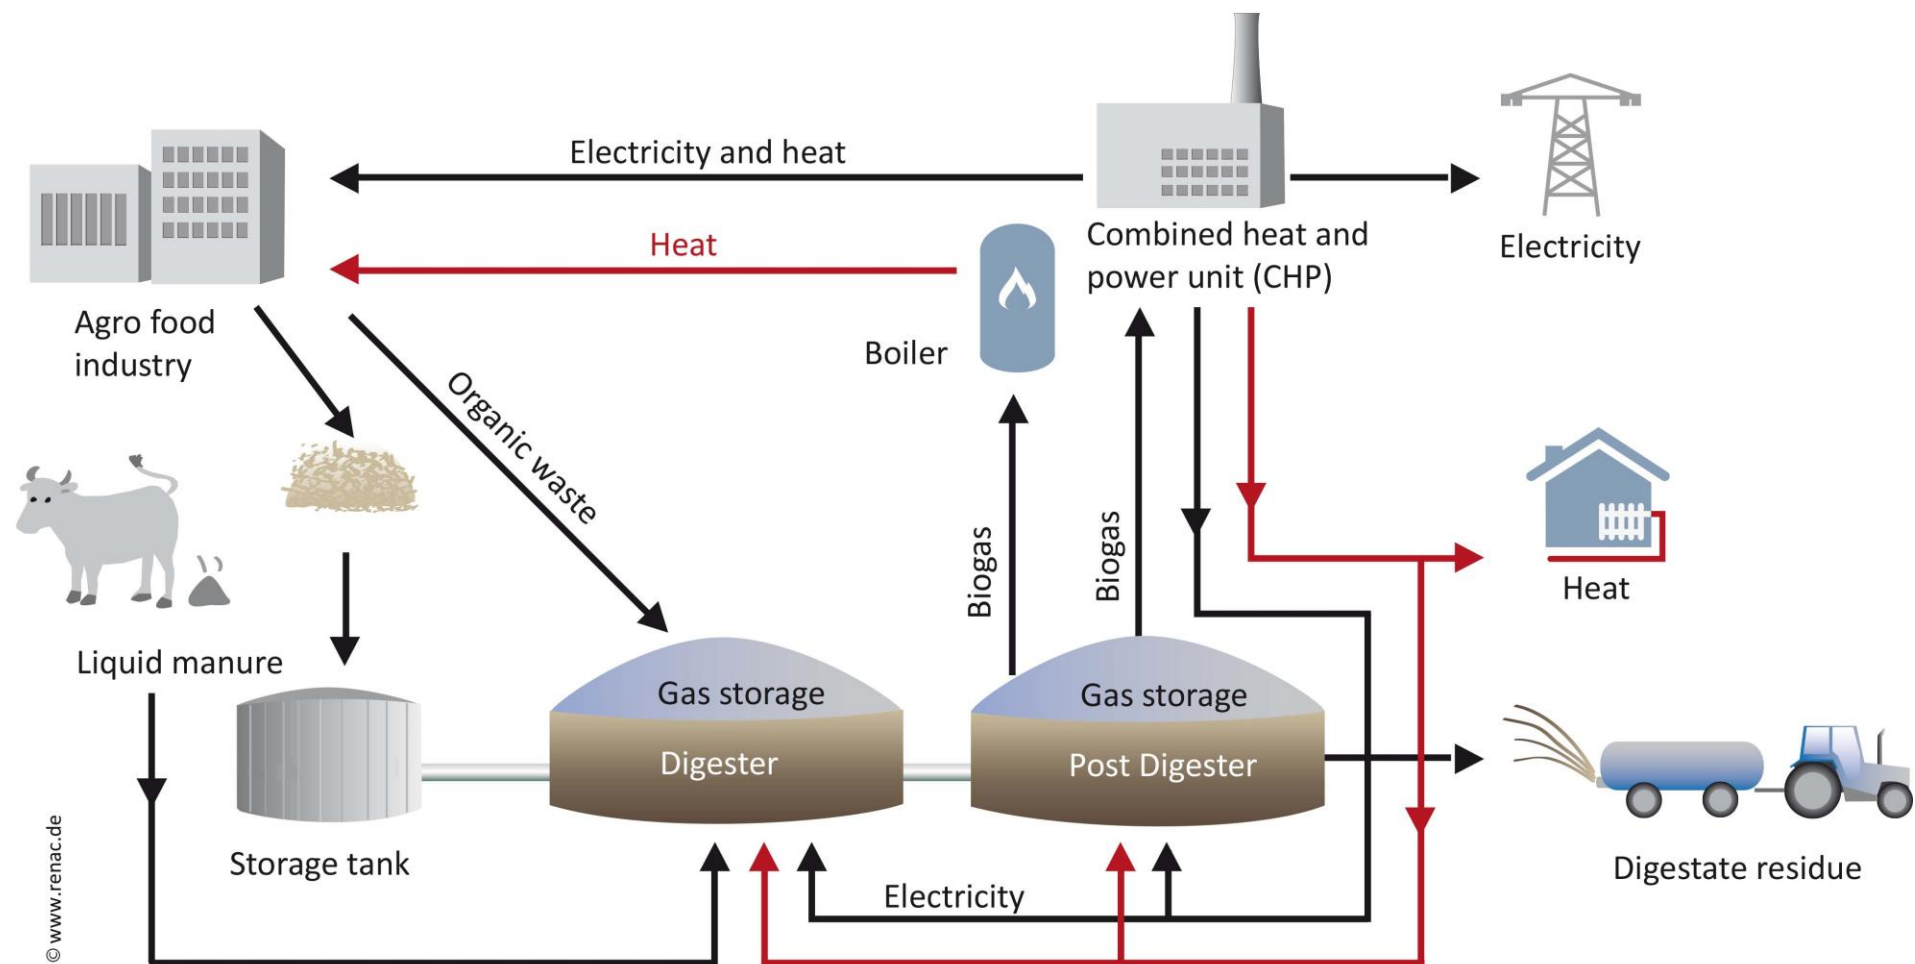 Electricity and heat
Heat
Combined heat and
power unit (CHP)
Electricity
Agro food
industry
Boiler
Organic waste
Biogas
Biogas
Heat
Liquid manure
Gas storage
Gas storage
Digester
Post Digester
Storage tank
Electricity
Digestate residue
© www.renac.de